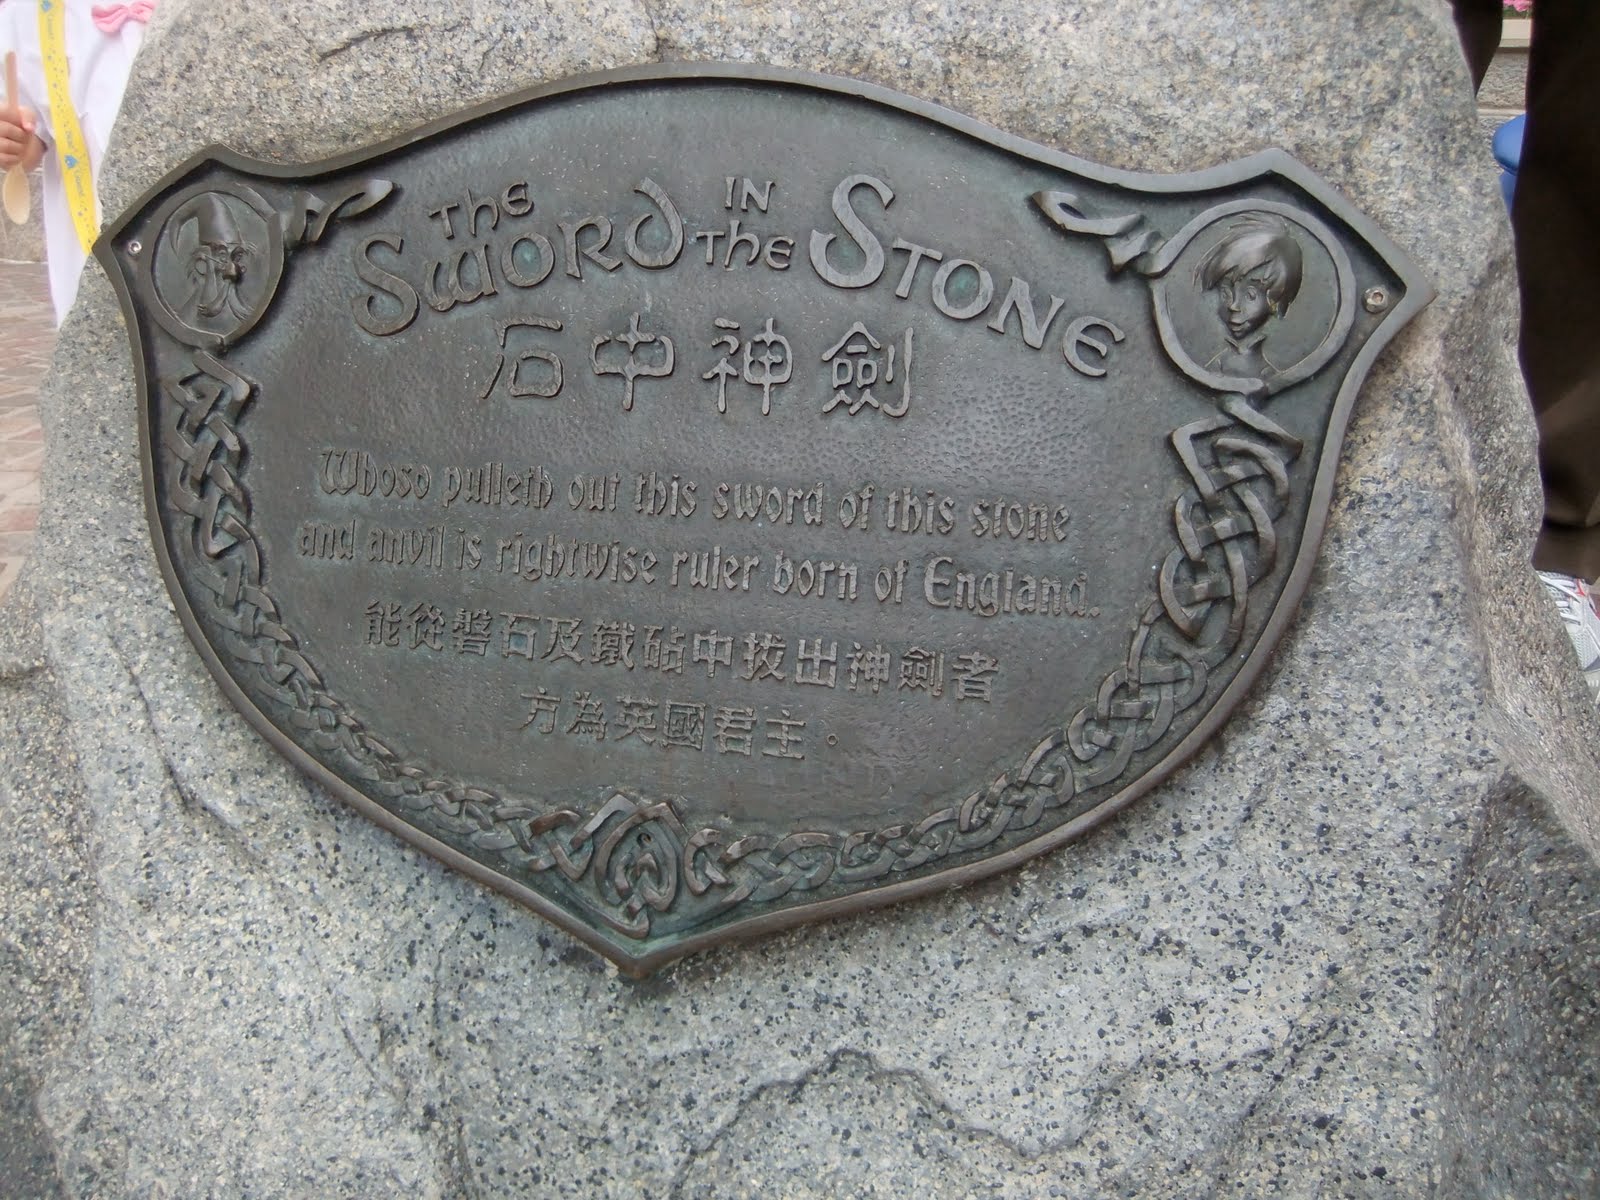 The Sword in the Stone
石中神劍
Whoso pulleth out this sword of this stone
and anvil is rightwise ruler born of England.
能從磐石及鐵砧中拔出神劍者
方為英國君主。